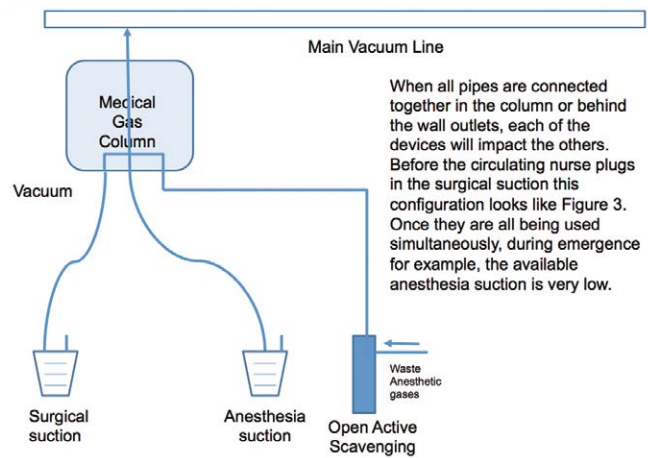 Main Vacuum Line
Medical
Gas
Column
Vacuum
When all pipes are connected
together in the column or behind
the wall outlets, each of the
devices will impact the others.
Before the circulating nurse plugs
in the surgical suction this
configuration looks like Figure 3.
Once they are all being used
simultaneously, during emergence
for example, the available
anesthesia suction is very low.
Surgical
suction
Anesthesia
suction
Waste
Anesthetic
gases
Open Active
Scavenging